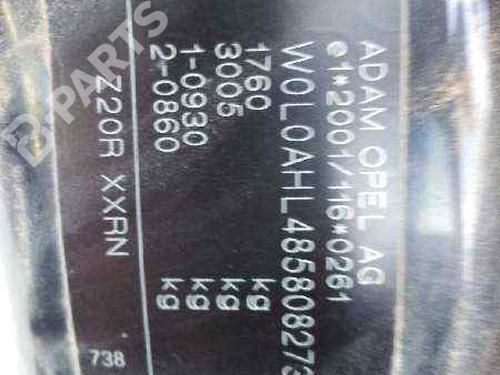 ADAM OPEL AG
e1*2001/116*0261
W0L0AHL48580827
1760 kg
3005 kg
1-0930 kg
2-0860 kg
Z20R XXRN
738
B-PARTS